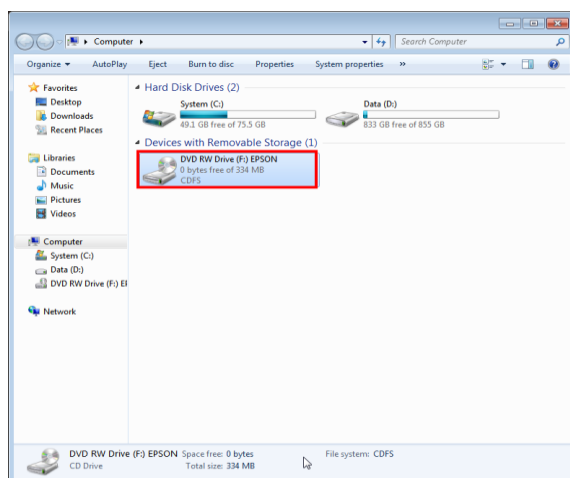 Computer
Search Computer
Organize AutoPlay Eject Burn to disc Properties System properties »
Favorites
Desktop
Downloads
Recent Places
Libraries
Documents
Music
Pictures
Videos
Computer
System (C:)
Data (D:)
DVD RW Drive (F:) El
Network
Hard Disk Drives (2)
System (C:)
49.1 GB free of 75.5 GB
Data (D:)
833 GB free of 855 GB
Devices with Removable Storage (1)
DVD RW Drive (F:) EPSON
0 bytes free of 334 MB
CDFS
DVD RW Drive (F:) EPSON Space free: 0 bytes File system: CDFS
CD Drive Total size: 334 MB